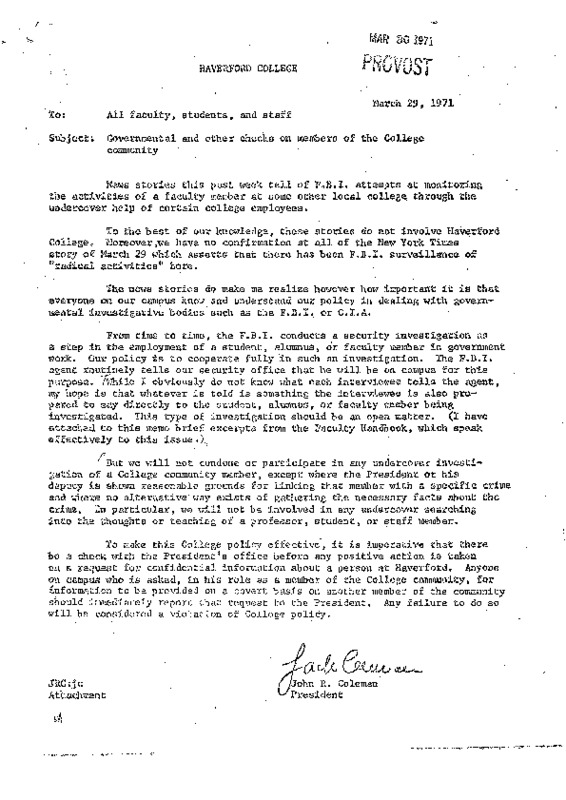 MAR 30 1971
PROVOST
HAVERFORD COLLEGE
March 29, 1971
To: All faculty, students, and staff
Subject: Governmental and other checks on members of the College
community
News stories this past week tell of F.B.I. attempts at monitoring
the activities of a faculty member at some other local college through the
undercover help of certain college employees.
To the best of our knowledge, those stories do not involve Haverford
College. Moreover, we have no confirmation at all of the New York Times
story of March 29 which asserts that there has been F.B.I. surveillance of
"radical activities" here.
The news stories do make me realize however how important it is that
everyone on our campus know and understand our policy in dealing with govern-
mental investigative bodies such as the F.B.I. or C.I.A.
From time to time, the F.B.I. conducts a security investigation as
a step in the employment of a student, alumnus, or faculty member in government
work. Our policy is to cooperate fully in such an investigation. The F.B.I.
agent routinely tells our security office that he will be on campus for this
purpose. While I obviously do not know what each interviewee tells the agent,
my hope is that whatever is told is something the interviewee is also pre-
pared to say directly to the student, alumnus, or faculty member being
investigated. This type of investigation should be an open matter. (I have
attached to this memo brief excerpts from the Faculty Handbook, which speak
effectively to this issue.)
But we will not condone or participate in any undercover investi-
gation of a College community member, except where the President or his
deputy is shown reasonable grounds for linking that member with a specific crime
and where no alternative way exists of gathering the necessary facts about the
crime. In particular, we will not be involved in any undercover searching
into the thoughts or teaching of a professor, student, or staff member.
To make this College policy effective, it is imperative that there
be a check with the President's office before any positive action is taken
on a request for confidential information about a person at Haverford. Anyone
on campus who is asked, in his role as a member of the College community, for
information to be provided on a covert basis on another member of the community
should immediately report that request to the President. Any failure to do so
will be considered a violation of College policy.
Jack Coleman
John R. Coleman
President
JRC:jc
Attachment